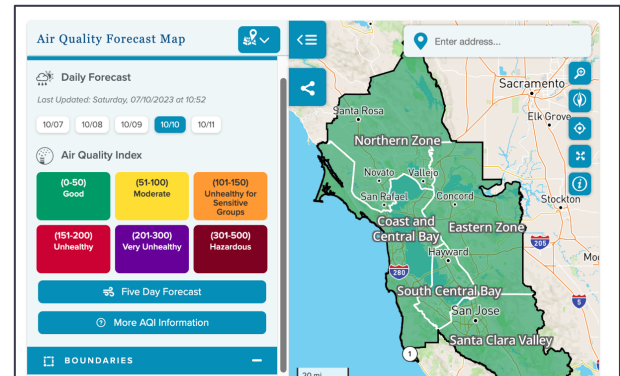 Air Quality Forecast Map
Daily Forecast
Last Updated: Saturday, 07/10/2023 at 10:52
10/07 10/08 10/09 10/10 10/11
Air Quality Index
(0-50)
Good
(51-100)
Moderate
(101-150)
Unhealthy for
Sensitive
Groups
(151-200)
Unhealthy
(201-300)
Very Unhealthy
(301-500)
Hazardous
Five Day Forecast
More AQI Information
BOUNDARIES
Enter address...
Sacramento
Elk Grove
Santa Rosa
Northern Zone
Novato
Vallejo
San Rafael
Concord
Stockton
Coast and
Central Bay
Eastern Zone
205
Hayward
280
South Central Bay
5
San Jose
Santa Clara Valley
1
20 mi